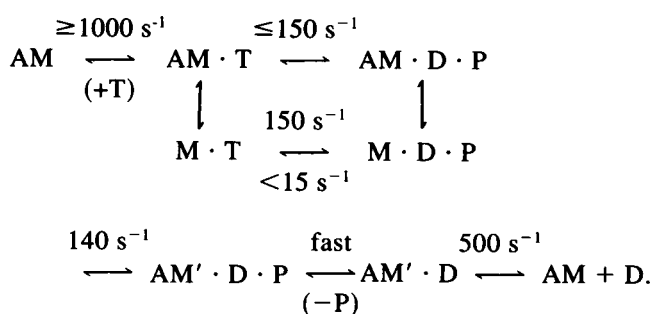 ≥1000 s⁻¹ ≤150 s⁻¹
AM ⇌ AM · T ⇌ AM · D · P
(+T)
150 s⁻¹
M · T ⇌ M · D · P
<15 s⁻¹
140 s⁻¹ fast 500 s⁻¹
⇌ AM′ · D · P ⇌ AM′ · D ⇌ AM + D.
(−P)